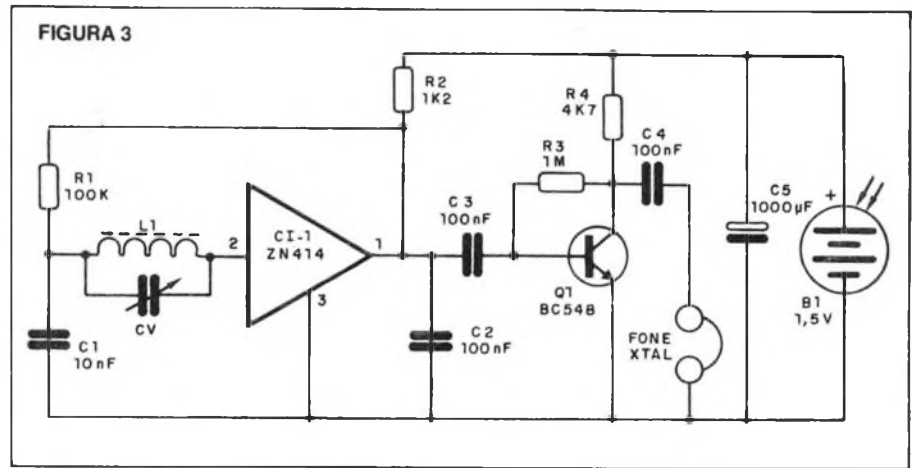 FIGURA 3
R2
1K2
R4
4K7
C4
100nF
R3
1M
R1
100K
L1
C3
100nF
C5
1000µF
+
2
CI-1
ZN414
1
3
CV
Q1
BC548
B1
1,5V
C1
10nF
C2
100nF
FONE
XTAL